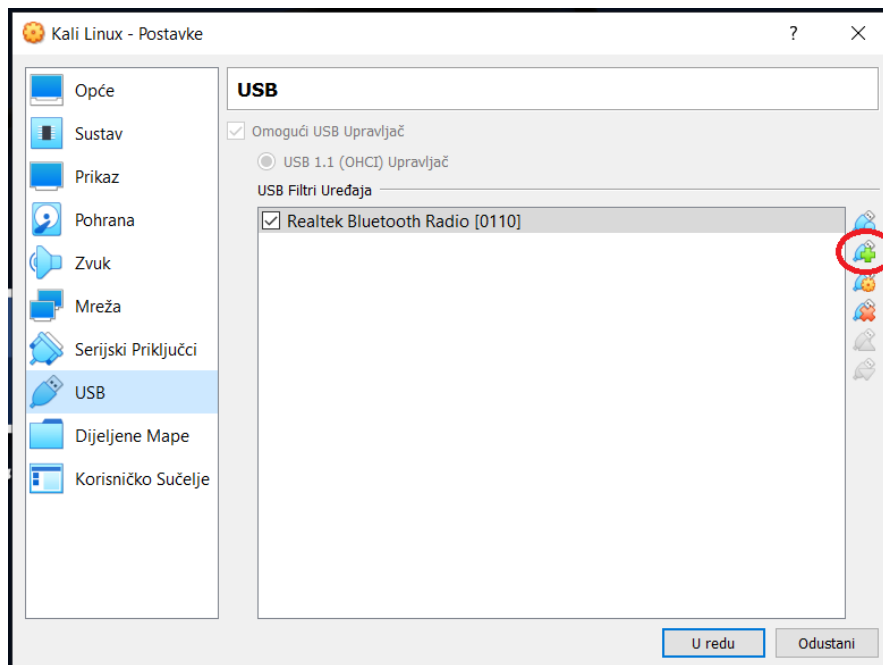 Kali Linux - Postavke
?
Opće
Sustav
Prikaz
Pohrana
Zvuk
Mreža
Serijski Priključci
USB
Dijeljene Mape
Korisničko Sučelje
USB
Omogući USB Upravljač
USB 1.1 (OHCI) Upravljač
USB Filtri Uređaja
Realtek Bluetooth Radio [0110]
U redu
Odustani